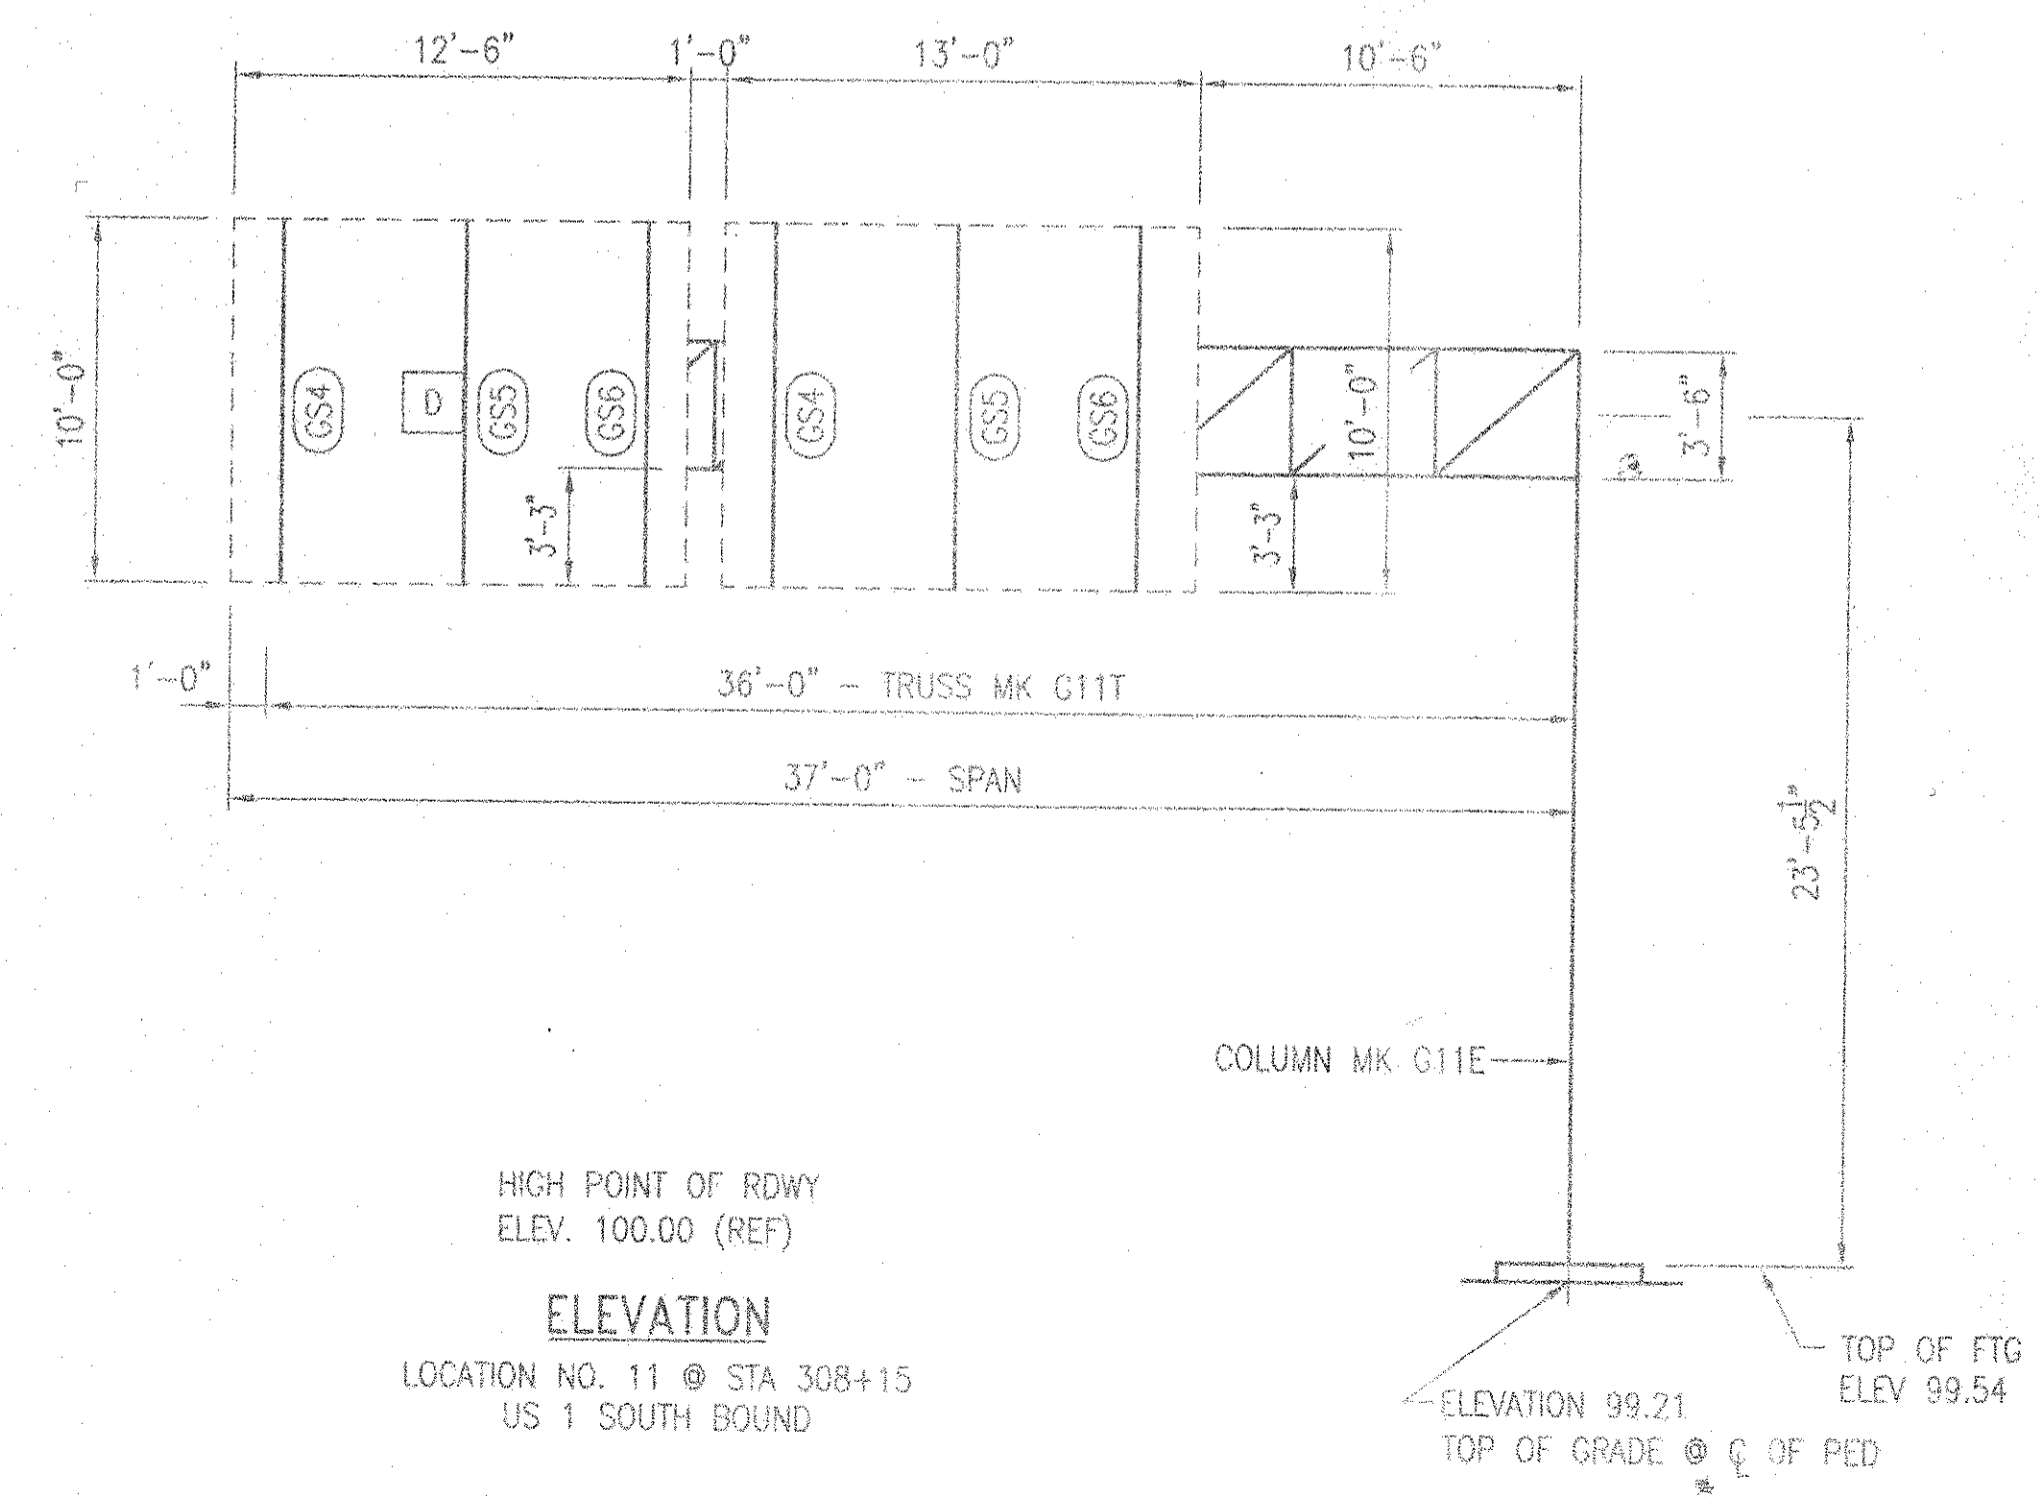 12'-6"
1'-0"
13'-0"
10'-6"
10'-0"
GS4
D
GS5
GS6
GS4
GS5
GS6
10'-0"
3'-6"
3'-3"
3'-3"
1'-0"
36'-0" - TRUSS MK G11T
37'-0" - SPAN
23'-5 1/2"
COLUMN MK G11E
HIGH POINT OF RDWY
ELEV. 100.00 (REF)
ELEVATION
LOCATION NO. 11 @ STA 308+15
US 1 SOUTH BOUND
TOP OF FTG
ELEV 99.54
ELEVATION 99.21
TOP OF GRADE @ ℄ OF PED
*